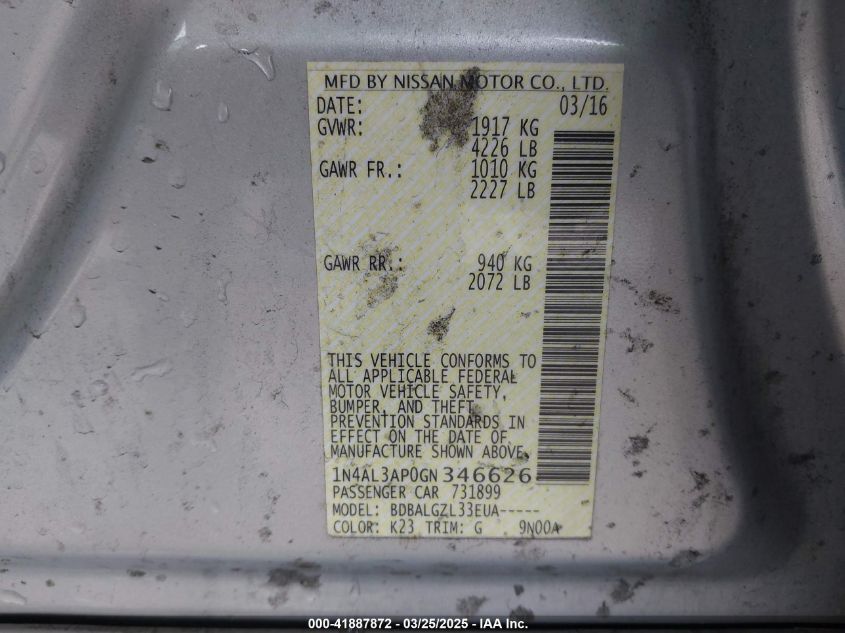 MFD BY NISSAN MOTOR CO., LTD.
DATE: 03/16
GVWR: 1917 KG
4226 LB
GAWR FR.: 1010 KG
2227 LB
GAWR RR.: 940 KG
2072 LB
THIS VEHICLE CONFORMS TO
ALL APPLICABLE FEDERAL
MOTOR VEHICLE SAFETY,
BUMPER, AND THEFT
PREVENTION STANDARDS IN
EFFECT ON THE DATE OF
MANUFACTURE SHOWN ABOVE.
1N4AL3AP0GN346626
PASSENGER CAR 731899
MODEL: BDBALGZL33EUA-----
COLOR: K23 TRIM: G 9N00A
000-41887872 - 03/25/2025 - IAA Inc.